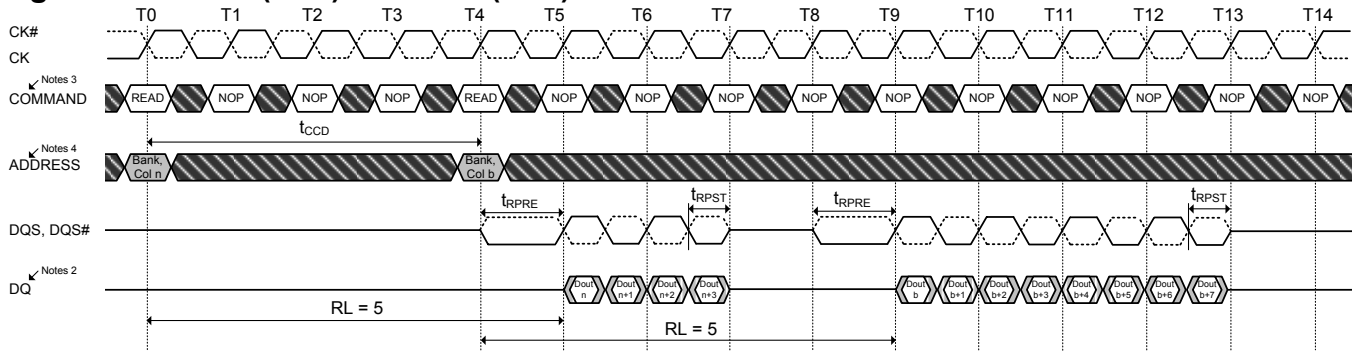 T0 T1 T2 T3 T4 T5 T6 T7 T8 T9 T10 T11 T12 T13 T14
CK#
CK
Notes 3
COMMAND READ NOP NOP NOP READ NOP NOP NOP NOP NOP NOP NOP NOP NOP NOP
tCCD
Notes 4
ADDRESS Bank, Col n Bank, Col b
tRPRE tRPST tRPRE tRPST
DQS, DQS#
Notes 2
DQ Dout n Dout n+1 Dout n+2 Dout n+3 Dout b Dout b+1 Dout b+2 Dout b+3 Dout b+4 Dout b+5 Dout b+6 Dout b+7
RL = 5
RL = 5